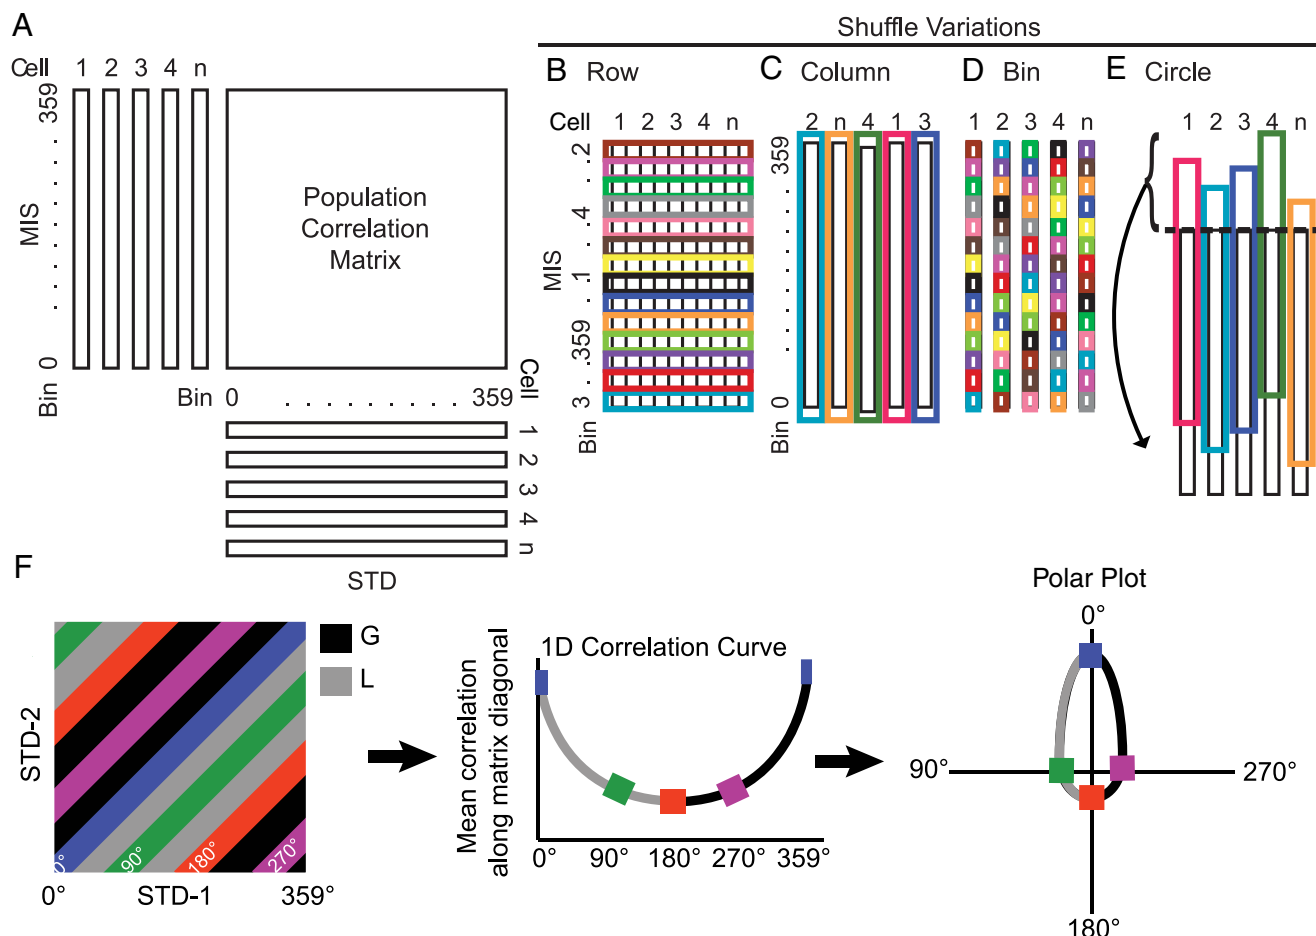 A
Cell 1 2 3 4 n
MIS
Bin 0 . . . . . . 359
Population
Correlation
Matrix
Bin 0 . . . . . . . 359
Cell
1
2
3
4
n
STD
Shuffle Variations
B Row
Cell 1 2 3 4 n
MIS
Bin 3 . . 359 . 1 . 4 . 2
C Column
2 n 4 1 3
Bin 0 . . . . . . 359
D Bin
1 2 3 4 n
E Circle
1 2 3 4 n
F
STD-2
0° 90° 180° 270°
0° STD-1 359°
G
L
1D Correlation Curve
Mean correlation
along matrix diagonal
0° 90° 180° 270° 359°
Polar Plot
0°
90° 270°
180°